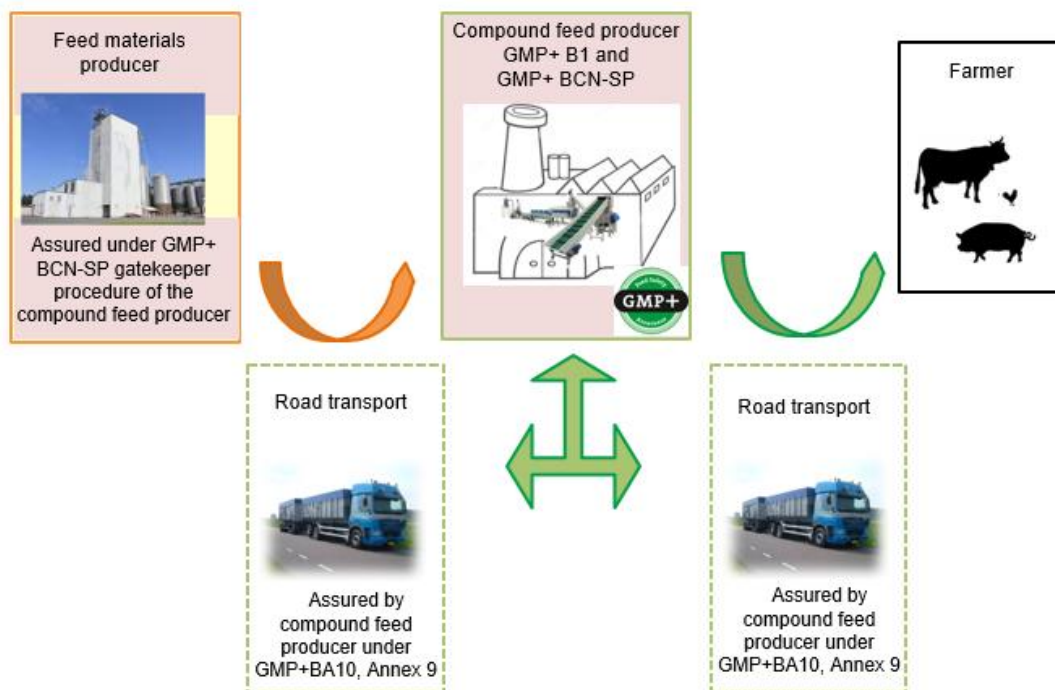 Feed materials
producer
Assured under GMP+
BCN-SP gatekeeper
procedure of the
compound feed producer
Compound feed producer
GMP+ B1 and
GMP+ BCN-SP
GMP+
Farmer
Road transport
Assured by
compound feed
producer under
GMP+BA10, Annex 9
Road transport
Assured by
compound feed
producer under
GMP+BA10, Annex 9